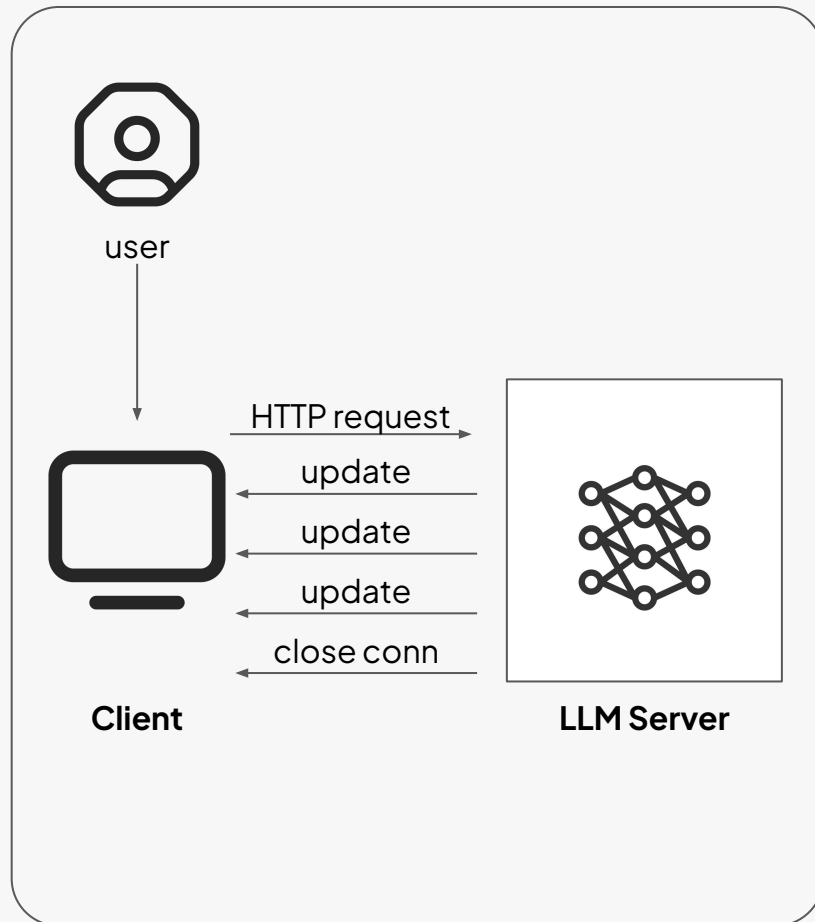 user
HTTP request
update
update
update
close conn
Client
LLM Server